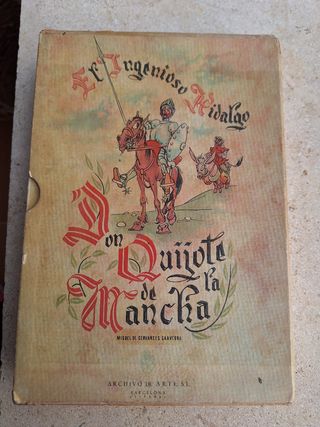 El Ingenioso Hidalgo
Don
Quijote
de la
Mancha
MIGUEL DE CERVANTES SAAVEDRA
ARCHIVO DE ARTE S.L.
BARCELONA